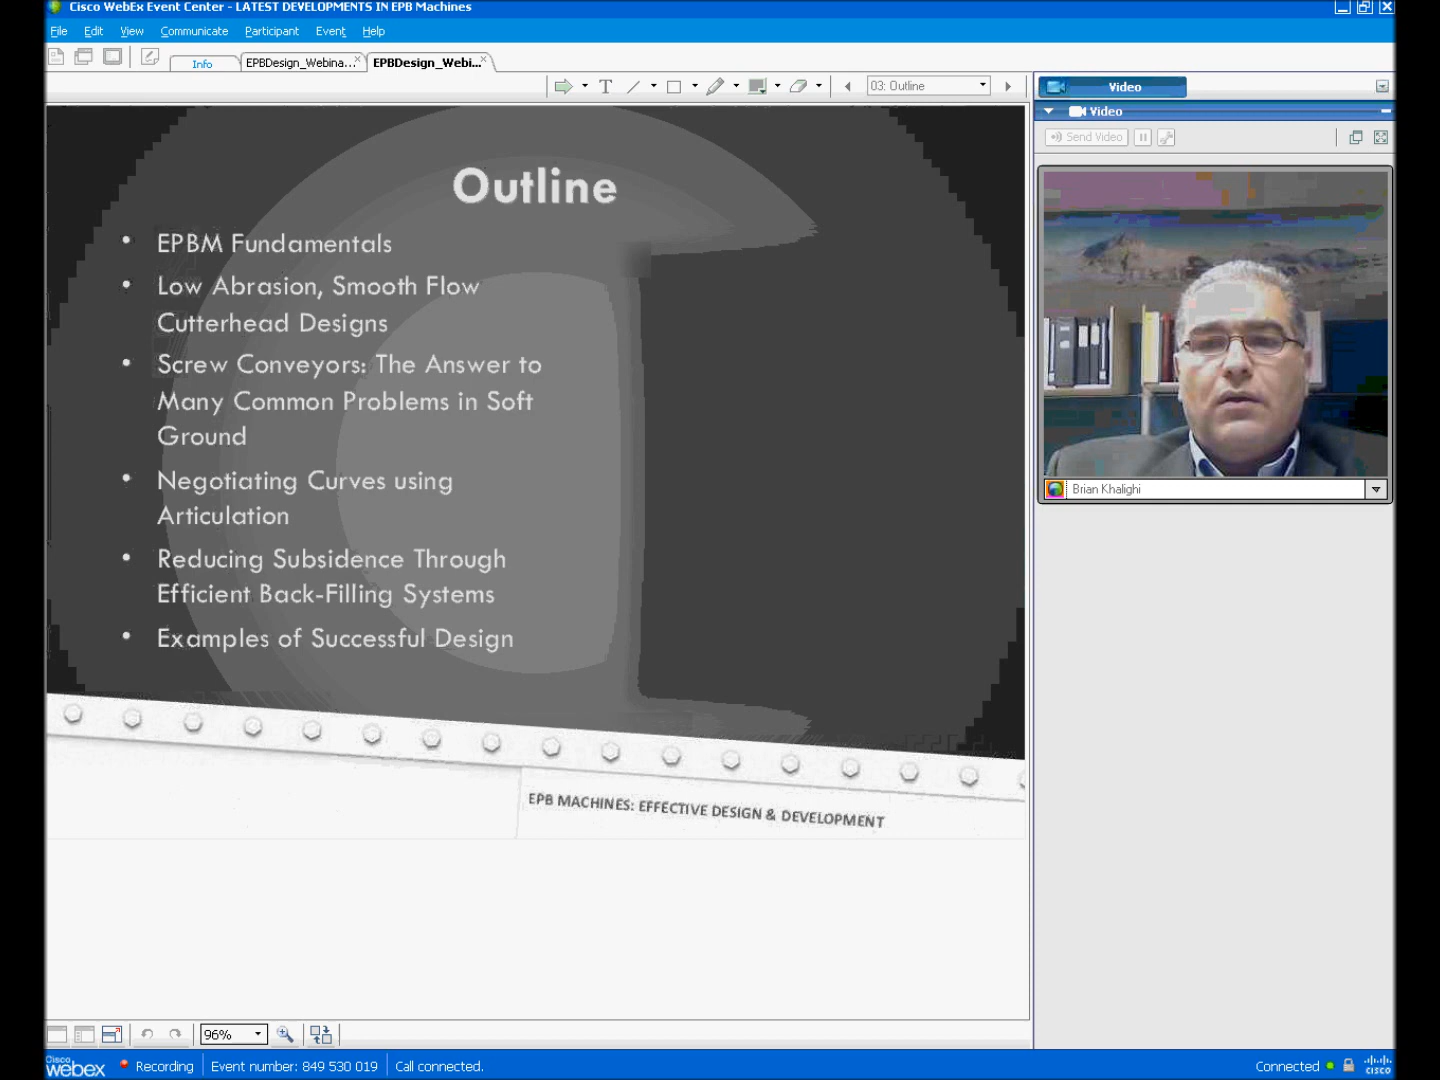 Cisco WebEx Event Center - LATEST DEVELOPMENTS IN EPB Machines
File Edit View Communicate Participant Event Help
Info EPBDesign_Webina... EPBDesign_Webi...
T 03: Outline
Video
Video
Send Video
Outline
• EPBM Fundamentals
• Low Abrasion, Smooth Flow
Cutterhead Designs
• Screw Conveyors: The Answer to
Many Common Problems in Soft
Ground
• Negotiating Curves using
Articulation
• Reducing Subsidence Through
Efficient Back-Filling Systems
• Examples of Successful Design
EPB MACHINES: EFFECTIVE DESIGN & DEVELOPMENT
Brian Khalighi
96%
Cisco
webex Recording Event number: 849 530 019 Call connected. Connected
CISCO